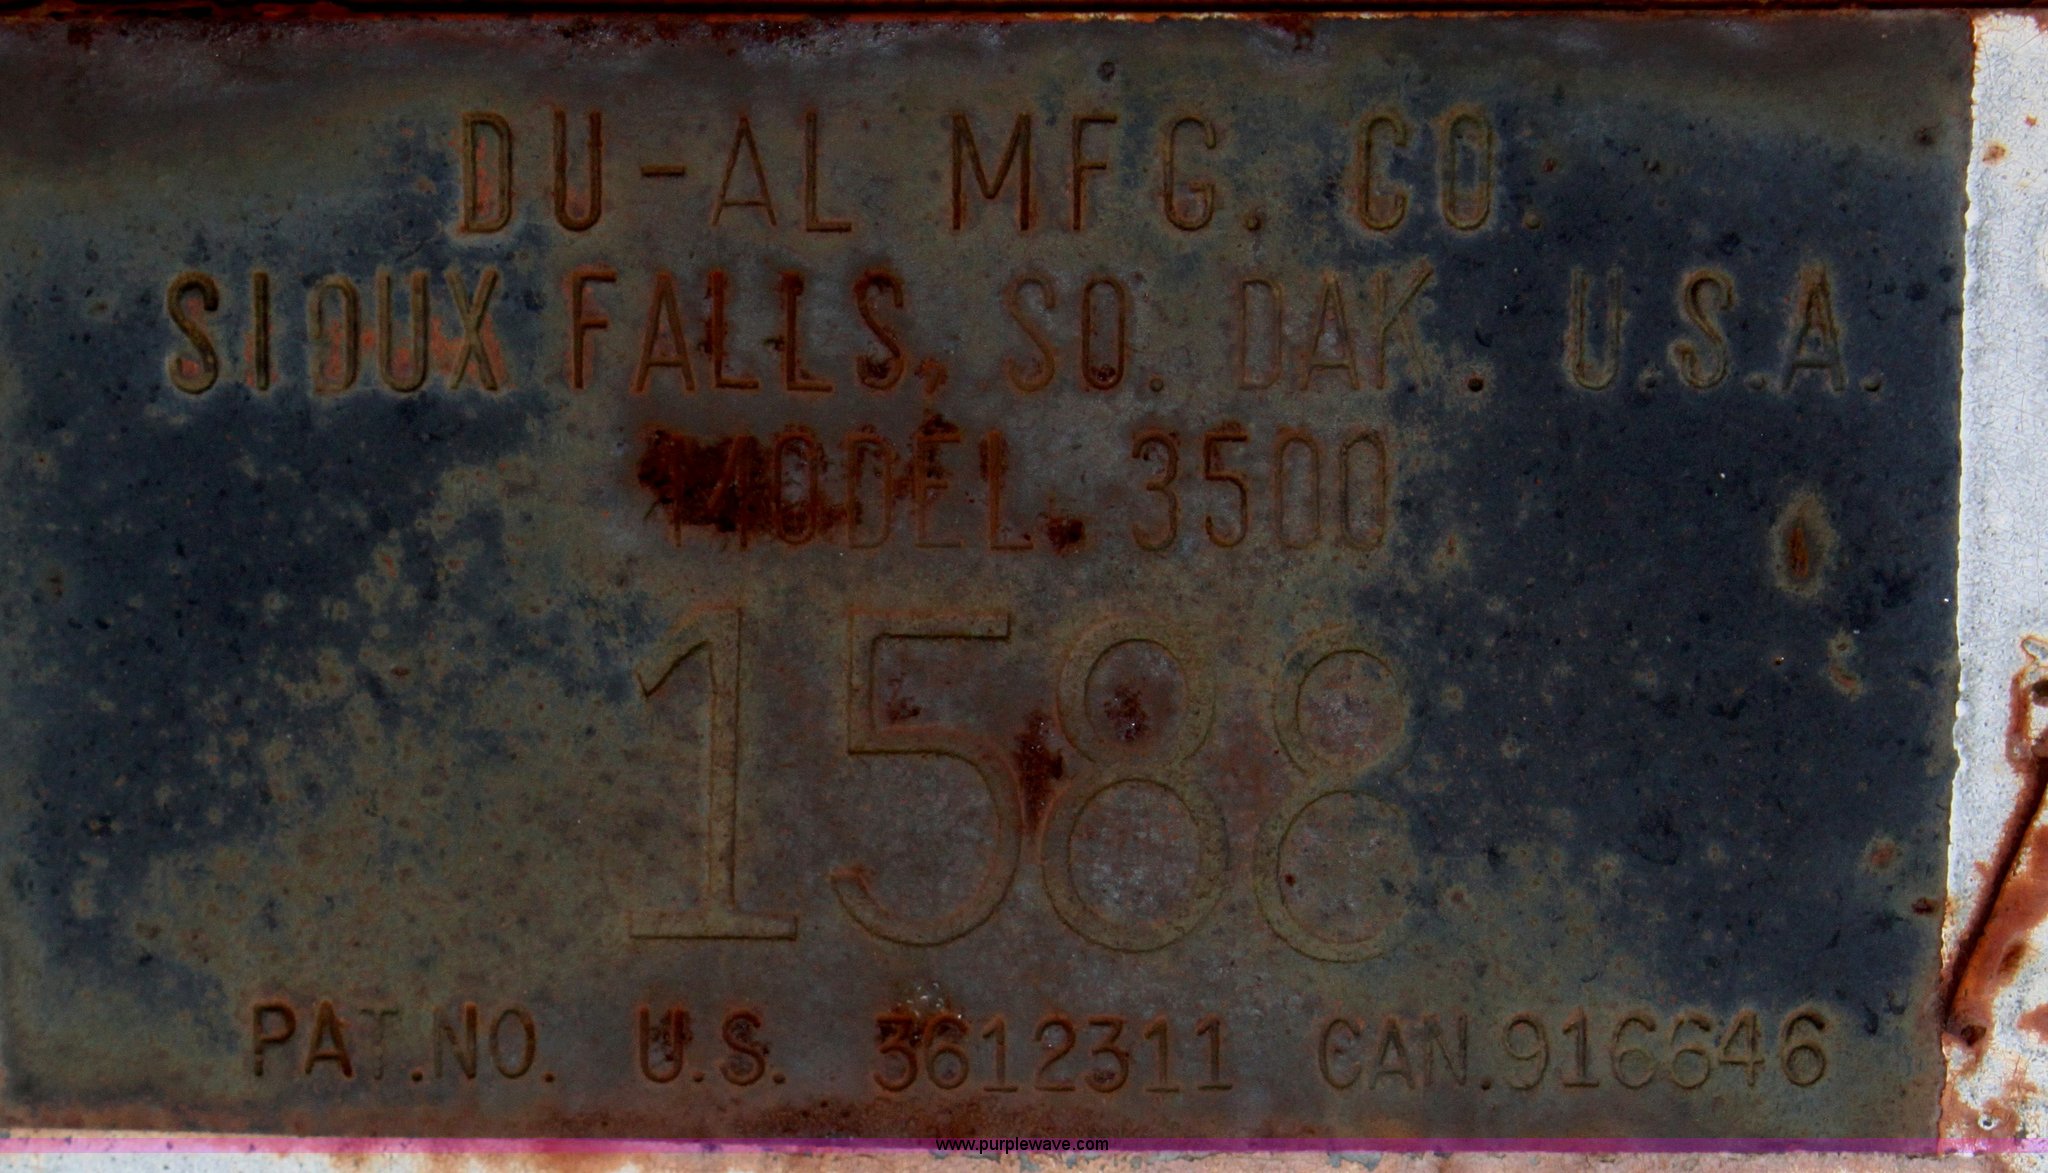 DU-AL MFG. CO.
SIOUX FALLS, SO. DAK. U.S.A.
MODEL. 3500
1588
PAT.NO. U.S. 3612311 CAN.916646
www.purplewave.com